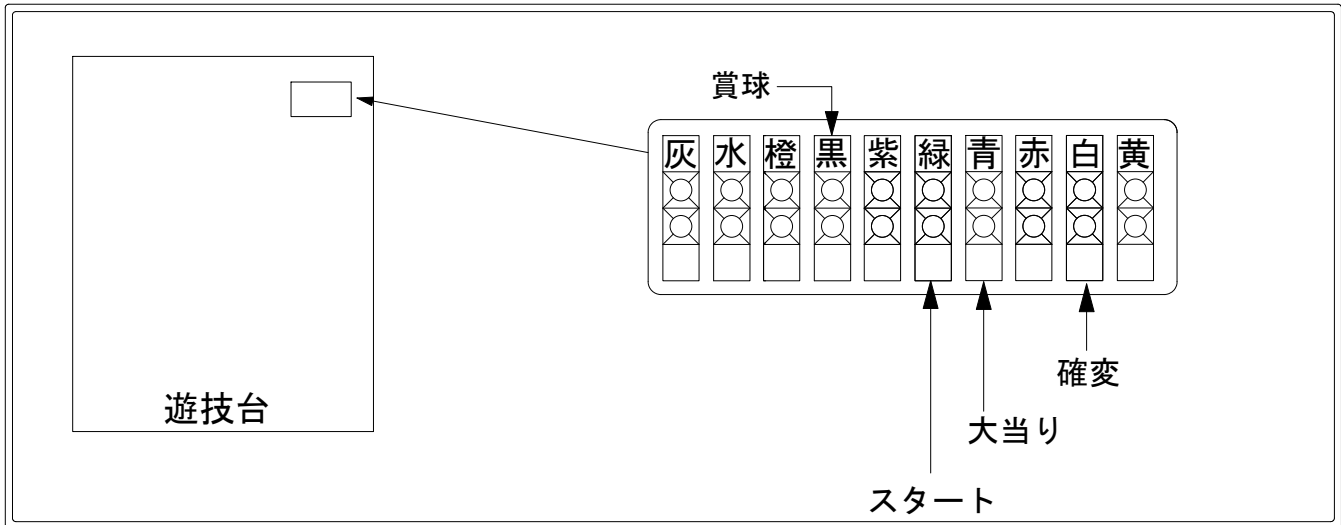 賞球
灰 水 橙 黒 紫 緑 青 赤 白 黄
確変
遊技台
大当り
スタート